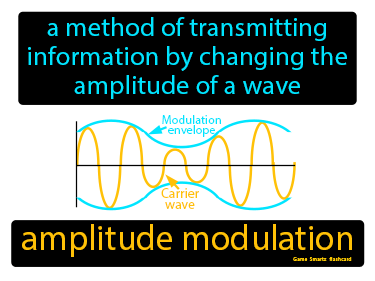 a method of transmitting
information by changing the
amplitude of a wave
Modulation
envelope
Carrier
wave
amplitude modulation
Game Smartz flashcard